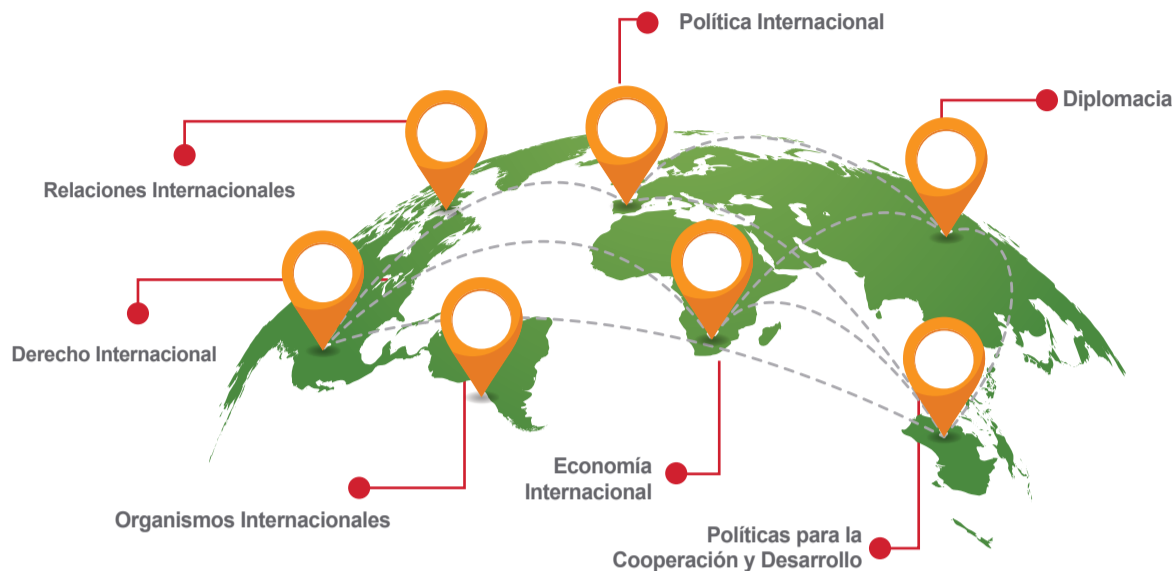 Política Internacional
Diplomacia
Relaciones Internacionales
Derecho Internacional
Economía
Internacional
Organismos Internacionales
Políticas para la
Cooperación y Desarrollo